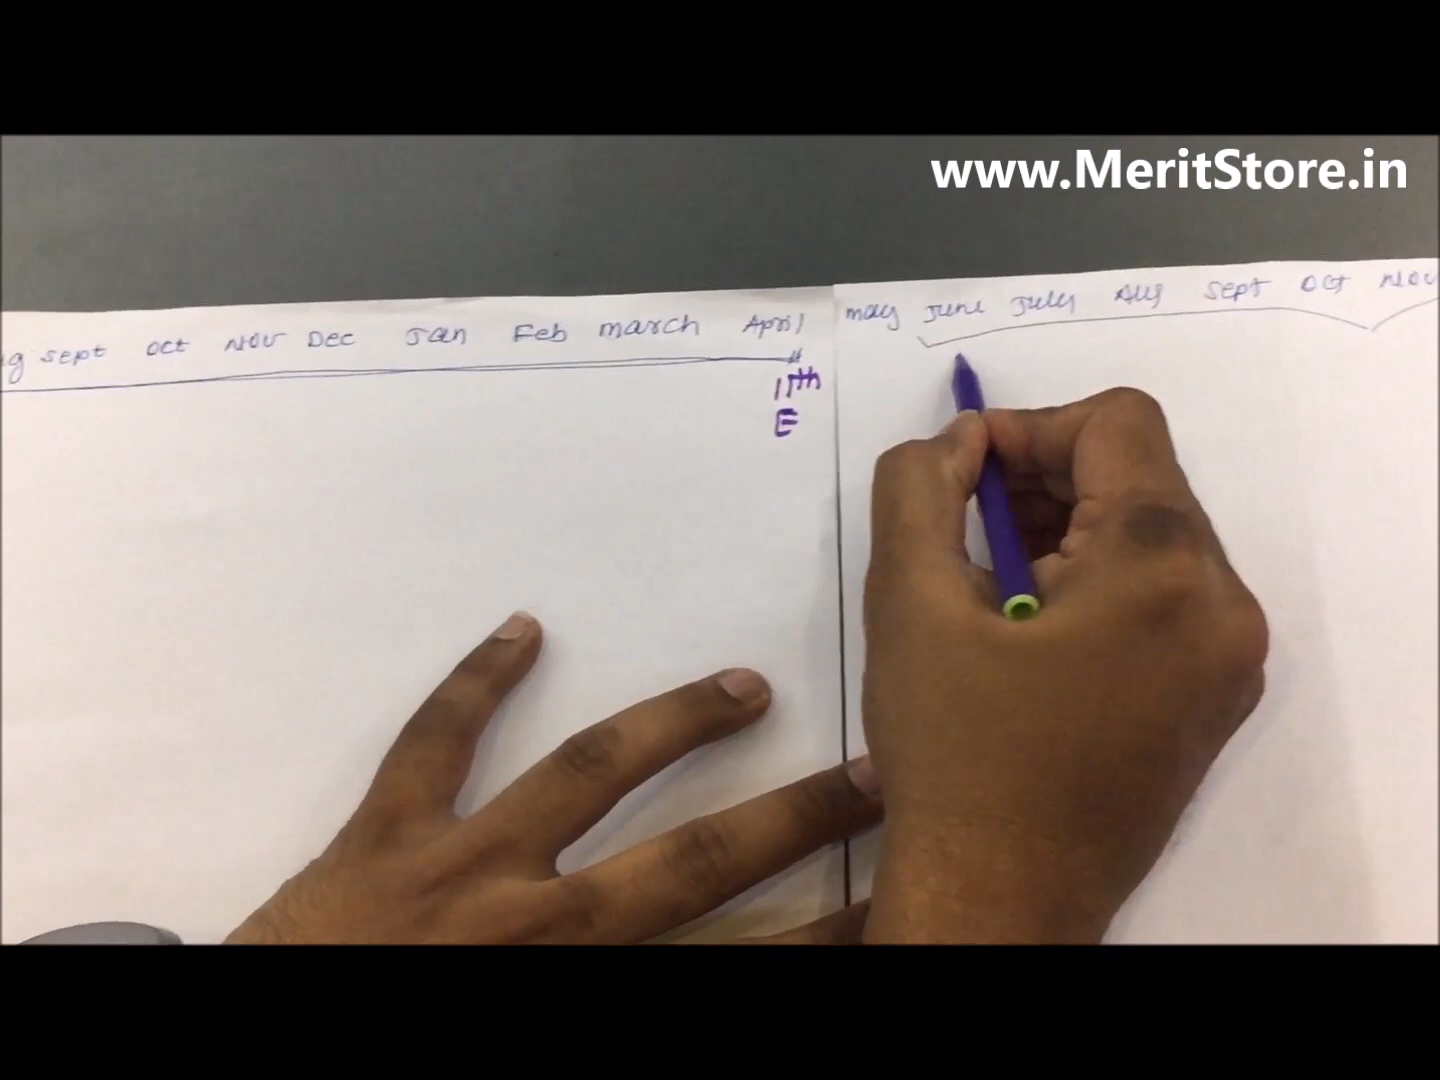 www.MeritStore.in
g sept oct Nov Dec Jan Feb march April
11th
E
may June July Aug Sept Oct Nov